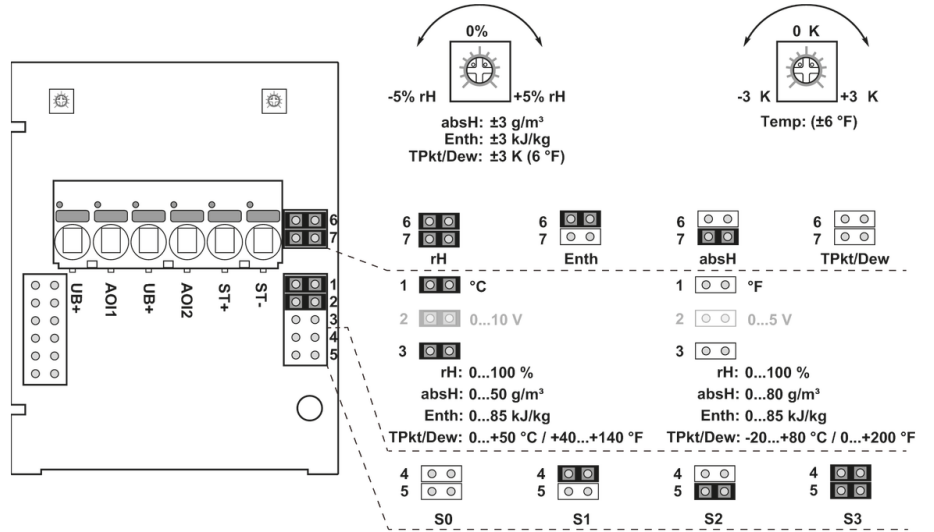 0%
-5% rH
+5% rH
absH: ±3 g/m³
Enth: ±3 kJ/kg
TPkt/Dew: ±3 K (6 °F)
0 K
-3 K
+3 K
Temp: (±6 °F)
6
7
1
2
3
4
5
UB+
AOI1
UB+
AOI2
ST+
ST-
6
7
rH
6
7
Enth
6
7
absH
6
7
TPkt/Dew
1 °C
2 0...10 V
3
rH: 0...100 %
absH: 0...50 g/m³
Enth: 0...85 kJ/kg
TPkt/Dew: 0...+50 °C / +40...+140 °F
1 °F
2 0...5 V
3
rH: 0...100 %
absH: 0...80 g/m³
Enth: 0...85 kJ/kg
TPkt/Dew: -20...+80 °C / 0...+200 °F
4
5
S0
4
5
S1
4
5
S2
4
5
S3